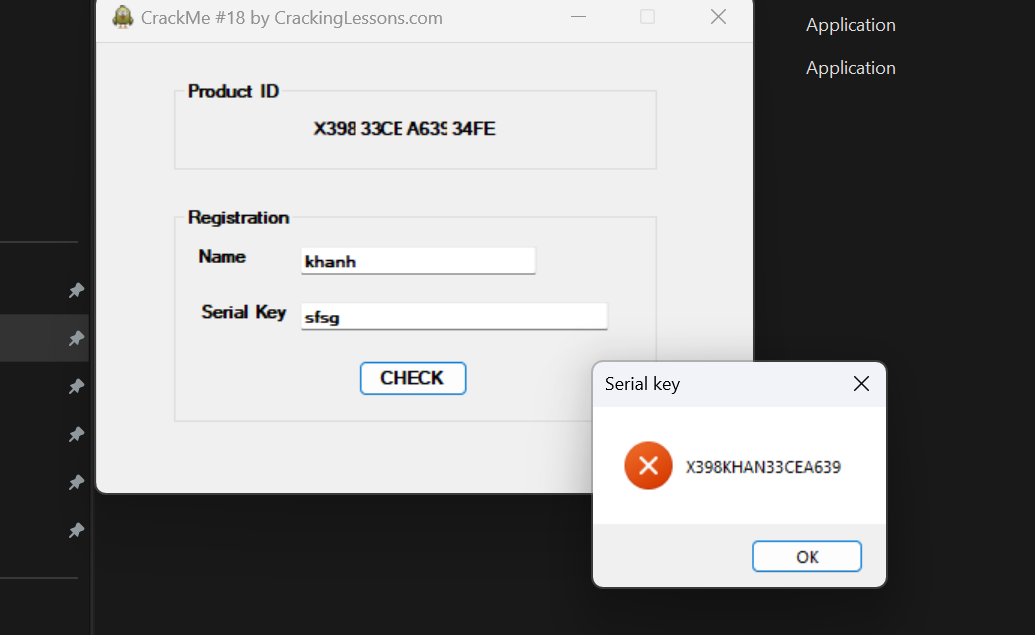 CrackMe #18 by CrackingLessons.com
Application
Application
Product ID
X398 33CE A639 34FE
Registration
Name
khanh
Serial Key
sfsg
CHECK
Serial key
X398KHAN33CEA639
OK